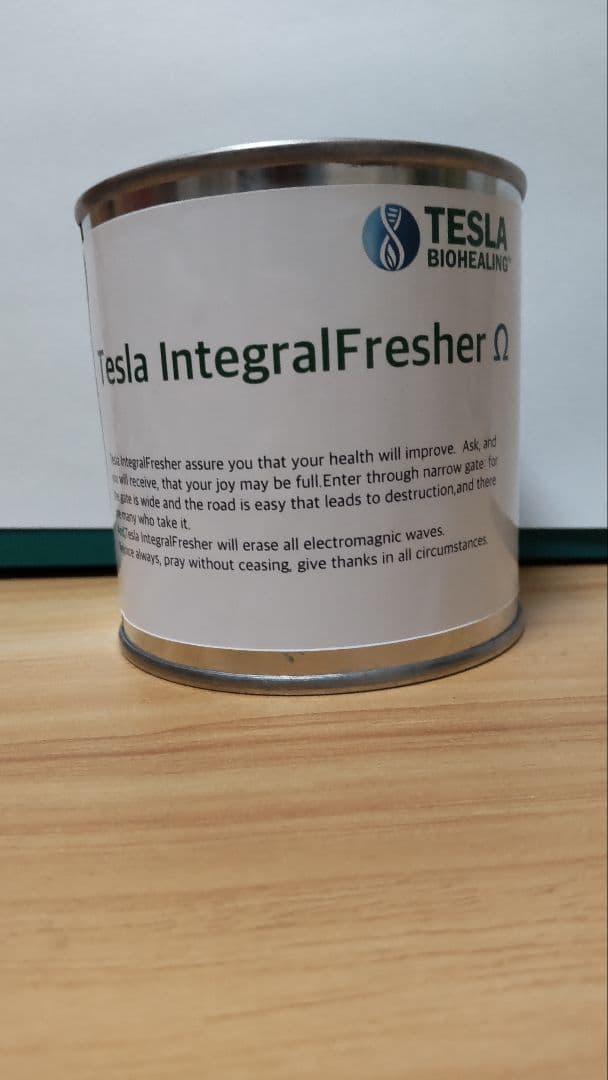 TESLA
BIOHEALING
Tesla IntegralFresher Ω
IntegralFresher assure you that your health will improve. Ask, and
will receive, that your joy may be full.Enter through narrow gate: for
gate is wide and the road is easy that leads to destruction,and there
many who take it.
Tesla IntegralFresher will erase all electromagnic waves.
always, pray without ceasing, give thanks in all circumstances.